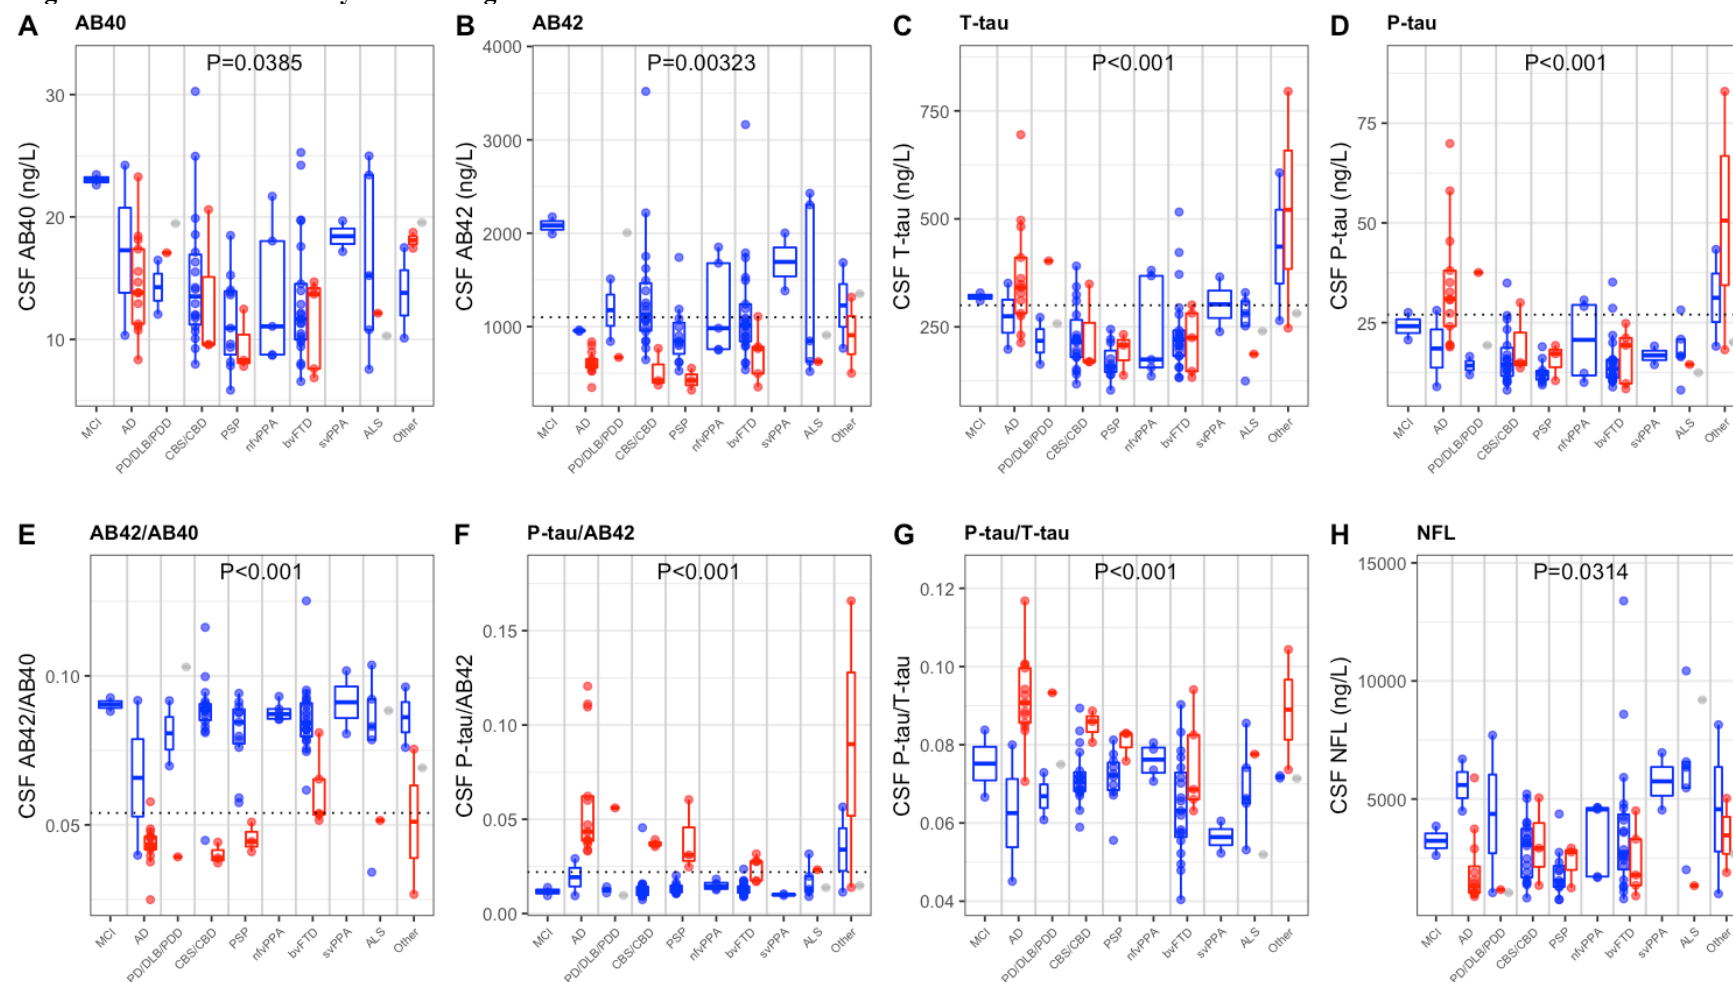 A AB40
P=0.0385
CSF AB40 (ng/L)
30
20
10
MCI AD PD/DLB/PDD CBS/CBD PSP nfvPPA bvFTD svPPA ALS Other
B AB42
P=0.00323
CSF AB42 (ng/L)
4000
3000
2000
1000
MCI AD PD/DLB/PDD CBS/CBD PSP nfvPPA bvFTD svPPA ALS Other
C T-tau
P<0.001
CSF T-tau (ng/L)
750
500
250
MCI AD PD/DLB/PDD CBS/CBD PSP nfvPPA bvFTD svPPA ALS Other
D P-tau
P<0.001
CSF P-tau (ng/L)
75
50
25
MCI AD PD/DLB/PDD CBS/CBD PSP nfvPPA bvFTD svPPA ALS Other
E AB42/AB40
P<0.001
CSF AB42/AB40
0.10
0.05
MCI AD PD/DLB/PDD CBS/CBD PSP nfvPPA bvFTD svPPA ALS Other
F P-tau/AB42
P<0.001
CSF P-tau/AB42
0.15
0.10
0.05
0.00
MCI AD PD/DLB/PDD CBS/CBD PSP nfvPPA bvFTD svPPA ALS Other
G P-tau/T-tau
P<0.001
CSF P-tau/T-tau
0.12
0.10
0.08
0.06
0.04
MCI AD PD/DLB/PDD CBS/CBD PSP nfvPPA bvFTD svPPA ALS Other
H NFL
P=0.0314
CSF NFL (ng/L)
15000
10000
5000
MCI AD PD/DLB/PDD CBS/CBD PSP nfvPPA bvFTD svPPA ALS Other